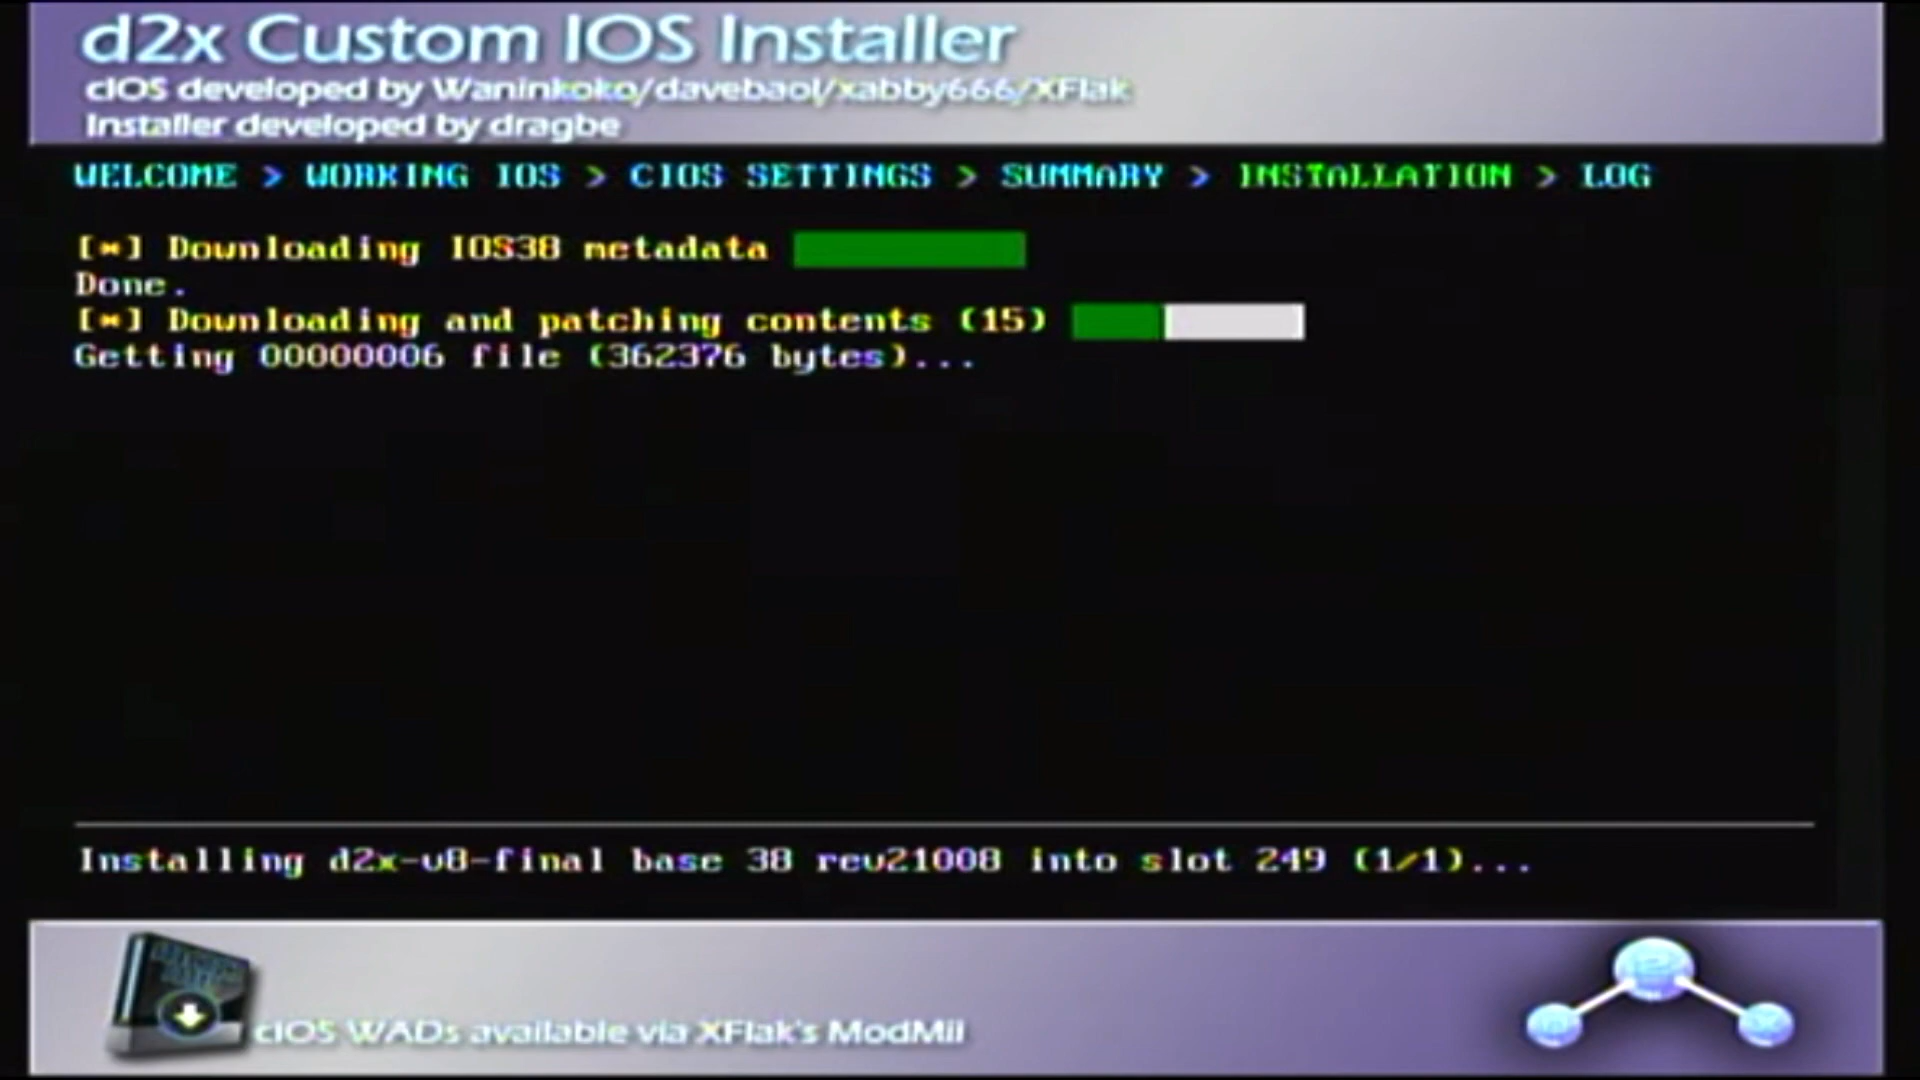 d2x Custom IOS Installer
cIOS developed by Waninkoko/davebaol/xabby666/XFlak
Installer developed by dragbe
WELCOME > WORKING IOS > CIOS SETTINGS > SUMMARY > INSTALLATION > LOG
[*] Downloading IOS38 metadata
Done.
[*] Downloading and patching contents (15)
Getting 00000006 file (362376 bytes)...
Installing d2x-v8-final base 38 rev21008 into slot 249 (1/1)...
cIOS WADs available via XFlak's ModMii